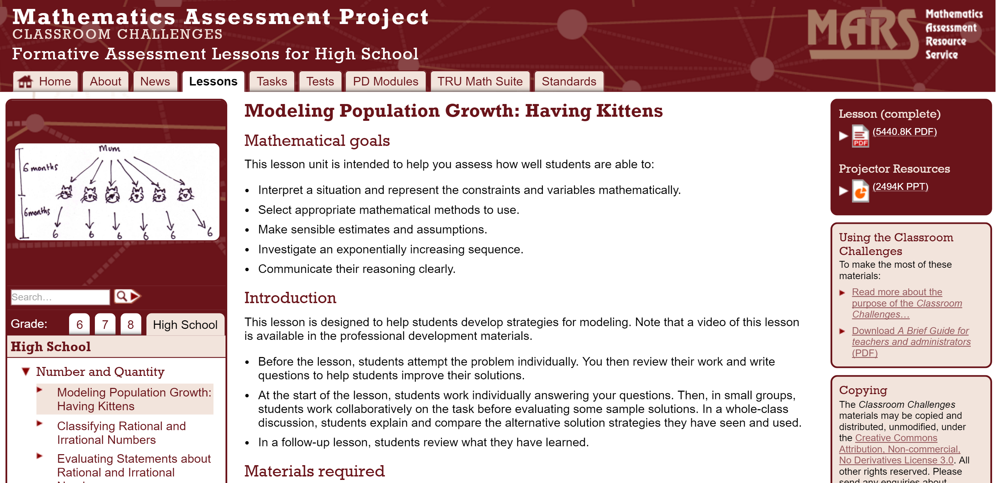 Mathematics Assessment Project
CLASSROOM CHALLENGES
Formative Assessment Lessons for High School
MARS
Mathematics
Assessment
Resource
Service
Home
About
News
Lessons
Tasks
Tests
PD Modules
TRU Math Suite
Standards
Mum
6 months
6months
6 6 6 6 6 6
Search...
Grade:
6
7
8
High School
High School
Number and Quantity
Modeling Population Growth:
Having Kittens
Classifying Rational and
Irrational Numbers
Evaluating Statements about
Rational and Irrational
Modeling Population Growth: Having Kittens
Mathematical goals
This lesson unit is intended to help you assess how well students are able to:
• Interpret a situation and represent the constraints and variables mathematically.
• Select appropriate mathematical methods to use.
• Make sensible estimates and assumptions.
• Investigate an exponentially increasing sequence.
• Communicate their reasoning clearly.
Introduction
This lesson is designed to help students develop strategies for modeling. Note that a video of this lesson
is available in the professional development materials.
• Before the lesson, students attempt the problem individually. You then review their work and write
questions to help students improve their solutions.
• At the start of the lesson, students work individually answering your questions. Then, in small groups,
students work collaboratively on the task before evaluating some sample solutions. In a whole-class
discussion, students explain and compare the alternative solution strategies they have seen and used.
• In a follow-up lesson, students review what they have learned.
Materials required
Lesson (complete)
PDF
(5440.8K PDF)
Projector Resources
(2494K PPT)
Using the Classroom
Challenges
To make the most of these
materials:
Read more about the
purpose of the Classroom
Challenges…
Download A Brief Guide for
teachers and administrators
(PDF)
Copying
The Classroom Challenges
materials may be copied and
distributed, unmodified, under
the Creative Commons
Attribution, Non-commercial,
No Derivatives License 3.0. All
other rights reserved. Please
send any enquiries about